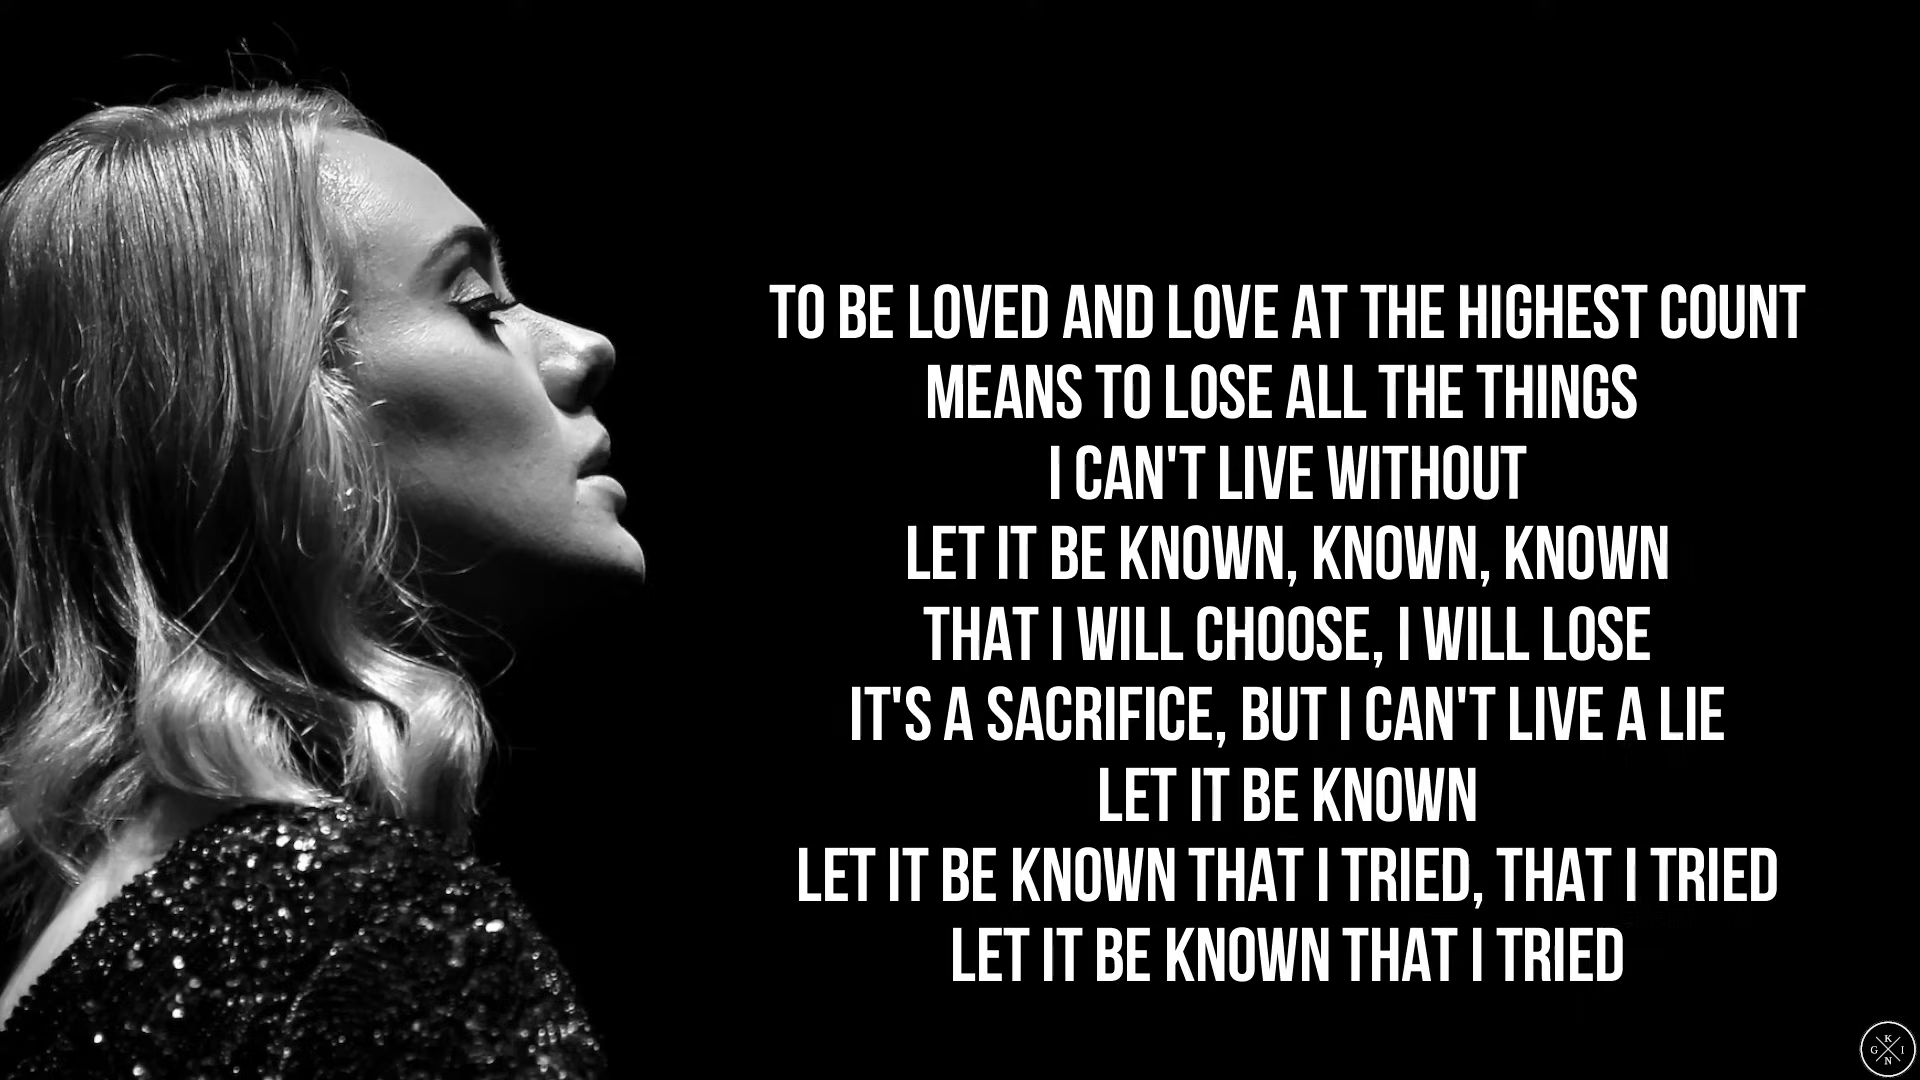 TO BE LOVED AND LOVE AT THE HIGHEST COUNT
MEANS TO LOSE ALL THE THINGS
I CAN'T LIVE WITHOUT
LET IT BE KNOWN, KNOWN, KNOWN
THAT I WILL CHOOSE, I WILL LOSE
IT'S A SACRIFICE, BUT I CAN'T LIVE A LIE
LET IT BE KNOWN
LET IT BE KNOWN THAT I TRIED, THAT I TRIED
LET IT BE KNOWN THAT I TRIED
K
G I
N